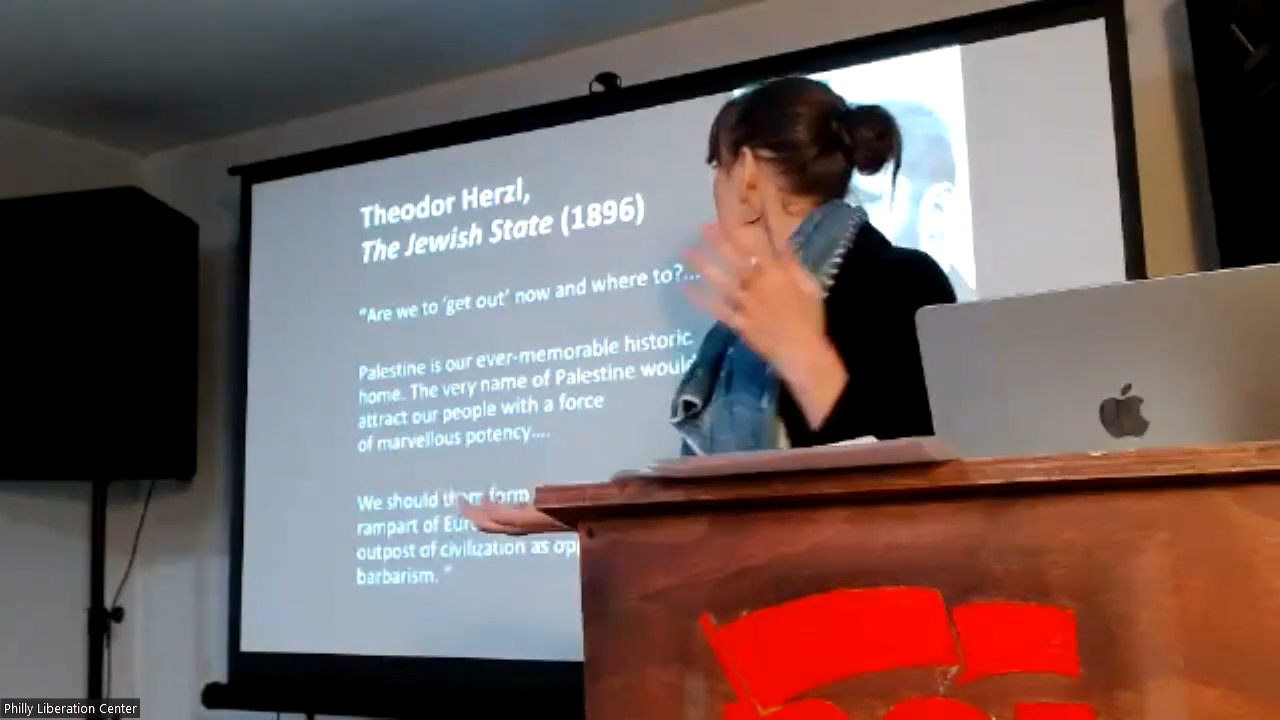 Theodor Herzl,
The Jewish State (1896)
"Are we to 'get out' now and where to?...
Palestine is our ever-memorable historic
home. The very name of Palestine would
attract our people with a force
of marvellous potency....
We should there form
rampart of
outpost of civilization as
barbarism. "
Philly Liberation Center